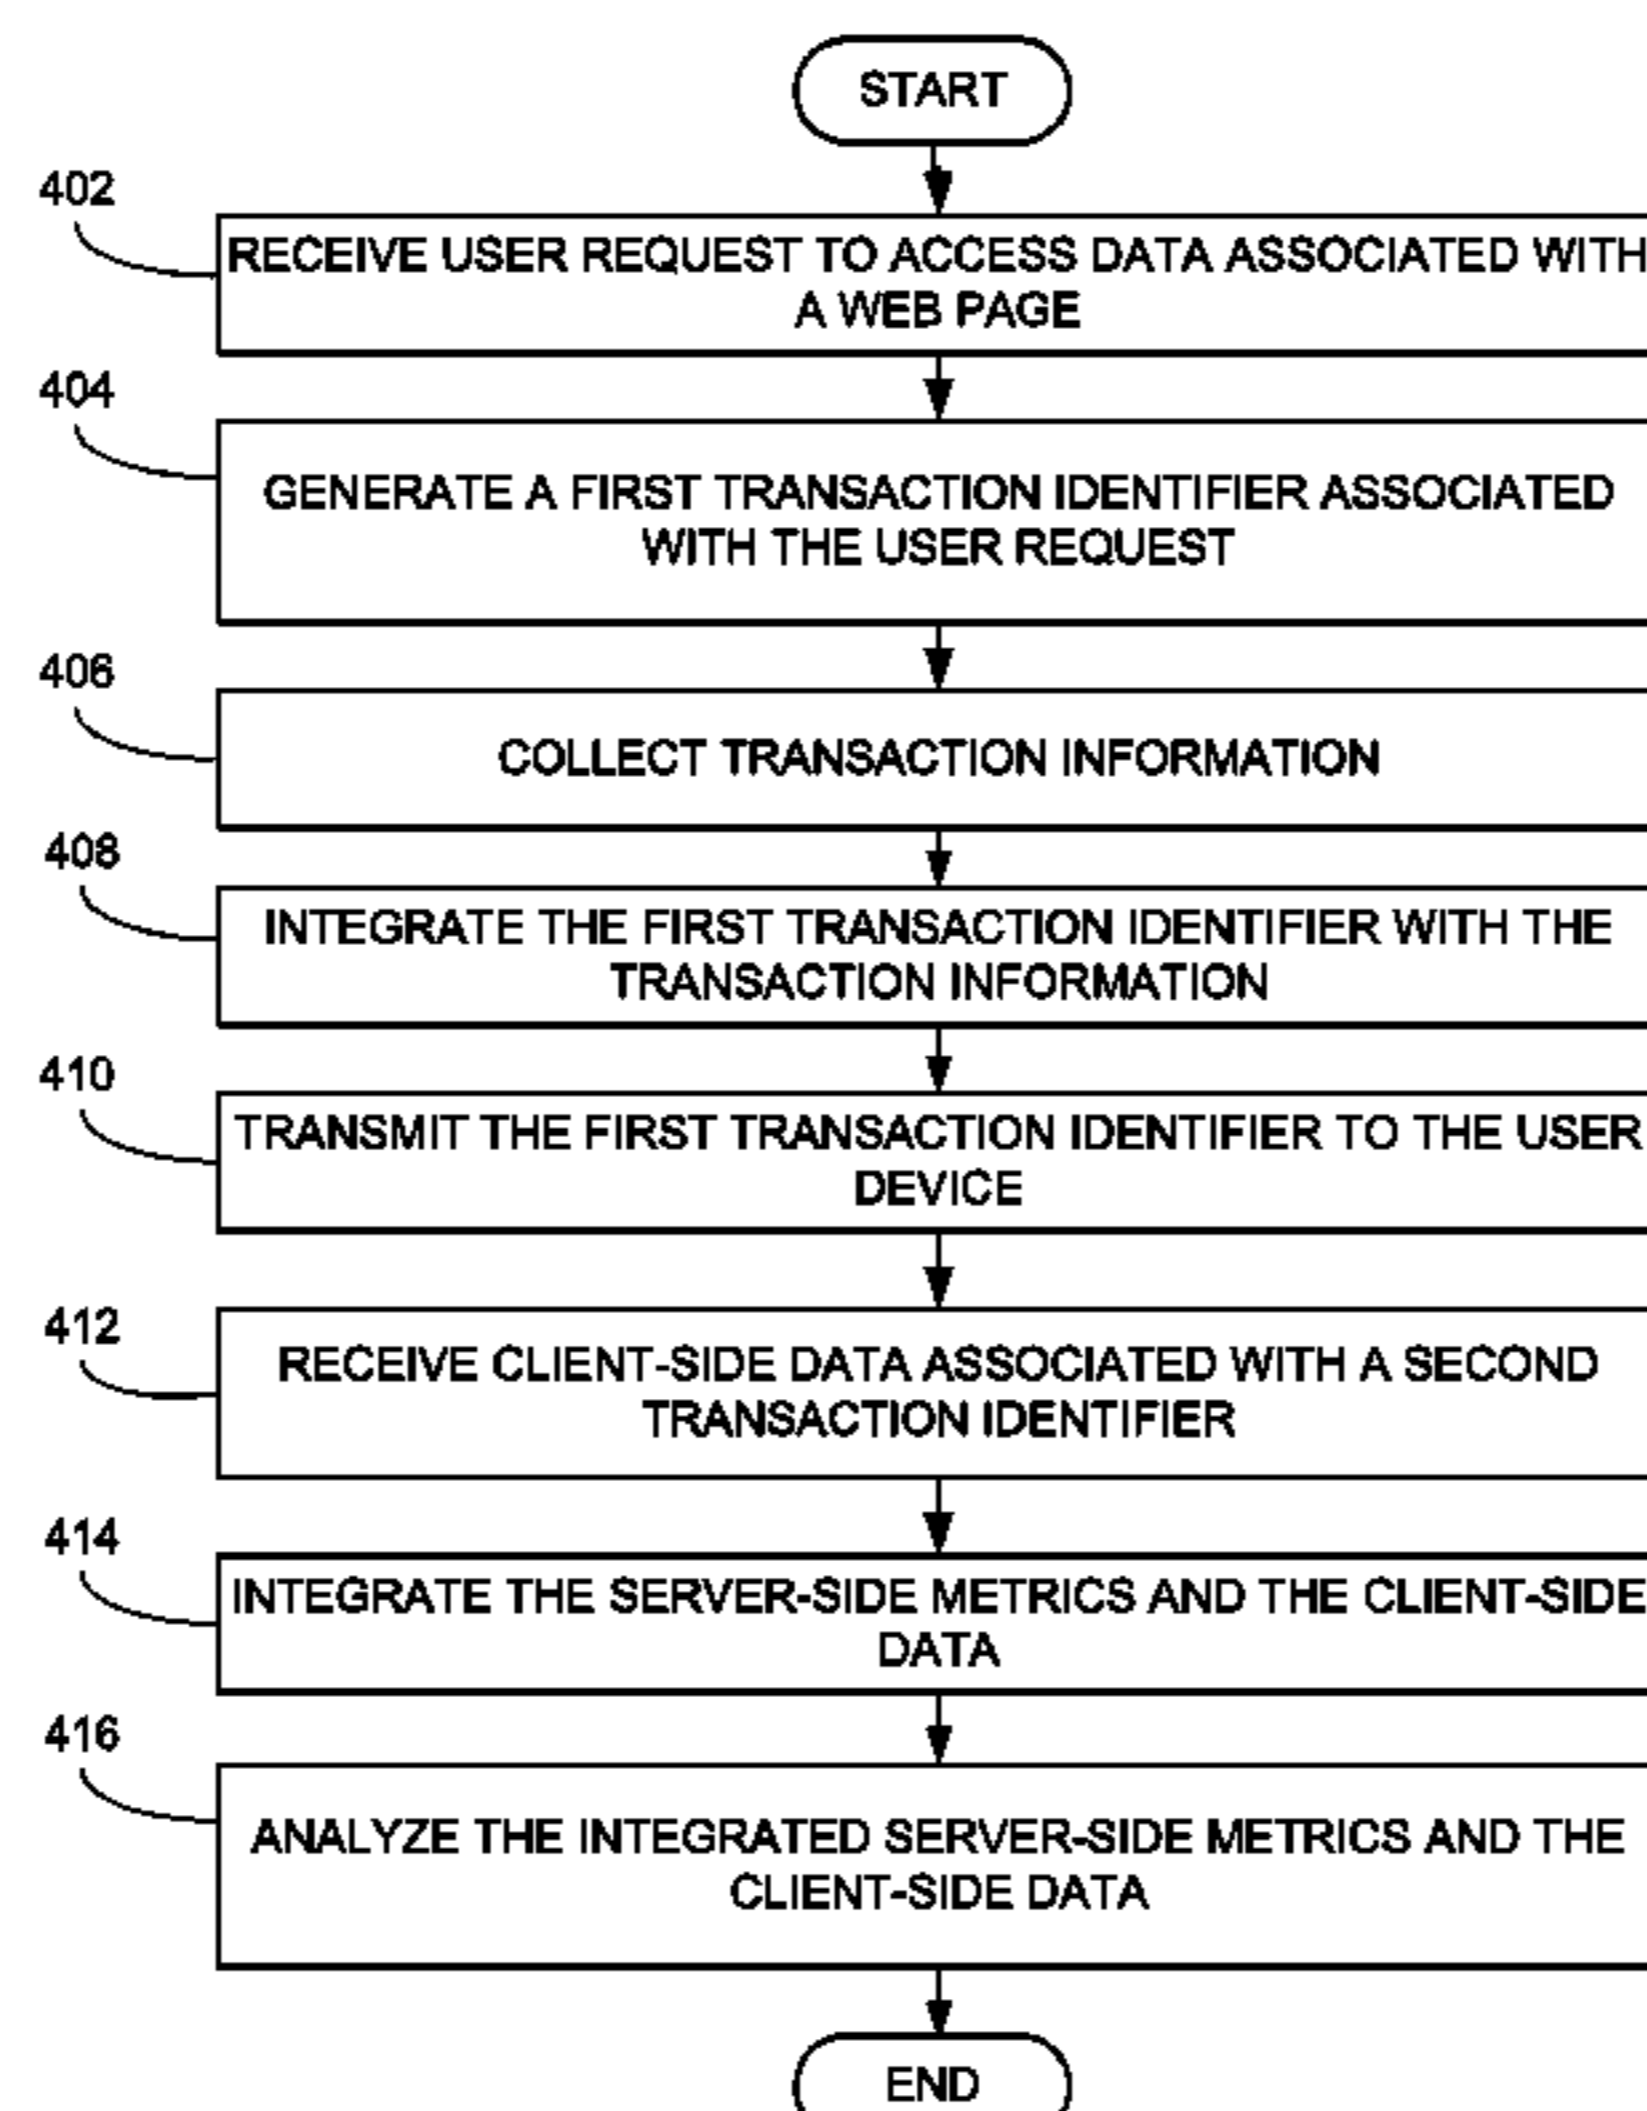 START
402
RECEIVE USER REQUEST TO ACCESS DATA ASSOCIATED WITH
A WEB PAGE
404
GENERATE A FIRST TRANSACTION IDENTIFIER ASSOCIATED
WITH THE USER REQUEST
406
COLLECT TRANSACTION INFORMATION
408
INTEGRATE THE FIRST TRANSACTION IDENTIFIER WITH THE
TRANSACTION INFORMATION
410
TRANSMIT THE FIRST TRANSACTION IDENTIFIER TO THE USER
DEVICE
412
RECEIVE CLIENT-SIDE DATA ASSOCIATED WITH A SECOND
TRANSACTION IDENTIFIER
414
INTEGRATE THE SERVER-SIDE METRICS AND THE CLIENT-SIDE
DATA
416
ANALYZE THE INTEGRATED SERVER-SIDE METRICS AND THE
CLIENT-SIDE DATA
END